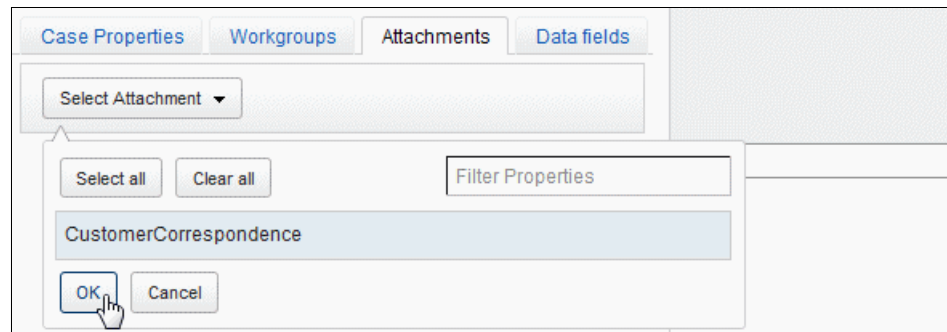 Case Properties Workgroups Attachments Data fields
Select Attachment
Select all Clear all Filter Properties
CustomerCorrespondence
OK Cancel